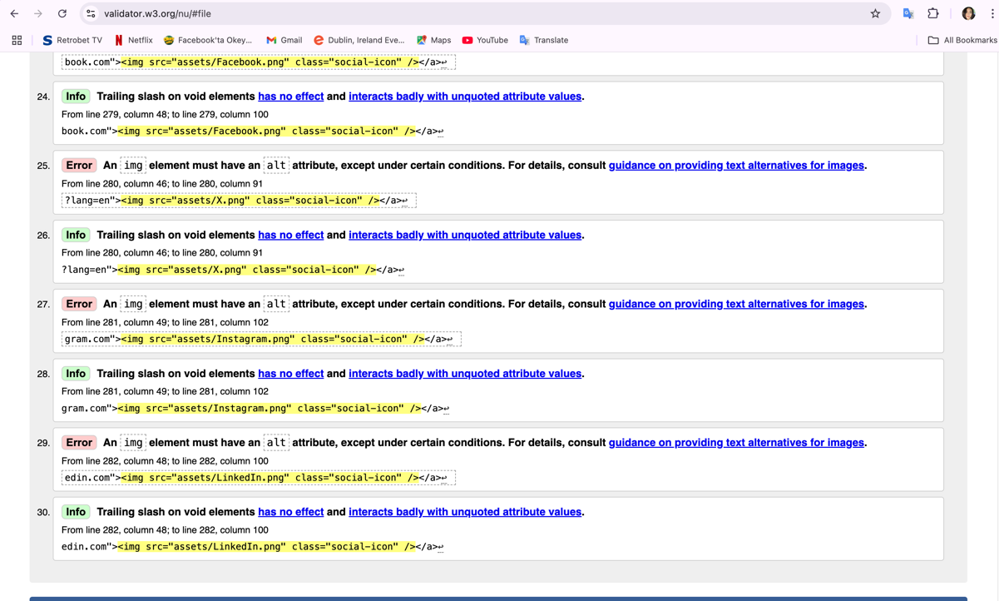 validator.w3.org/nu/#file
Retrobet TV Netflix Facebook'ta Okey... Gmail Dublin, Ireland Eve... Maps YouTube Translate All Bookmarks
book.com"><img src="assets/Facebook.png" class="social-icon" /></a>↩
24. Info Trailing slash on void elements has no effect and interacts badly with unquoted attribute values.
From line 279, column 48; to line 279, column 100
book.com"><img src="assets/Facebook.png" class="social-icon" /></a>↩
25. Error An img element must have an alt attribute, except under certain conditions. For details, consult guidance on providing text alternatives for images.
From line 280, column 46; to line 280, column 91
?lang=en"><img src="assets/X.png" class="social-icon" /></a>↩
26. Info Trailing slash on void elements has no effect and interacts badly with unquoted attribute values.
From line 280, column 46; to line 280, column 91
?lang=en"><img src="assets/X.png" class="social-icon" /></a>↩
27. Error An img element must have an alt attribute, except under certain conditions. For details, consult guidance on providing text alternatives for images.
From line 281, column 49; to line 281, column 102
gram.com"><img src="assets/Instagram.png" class="social-icon" /></a>↩
28. Info Trailing slash on void elements has no effect and interacts badly with unquoted attribute values.
From line 281, column 49; to line 281, column 102
gram.com"><img src="assets/Instagram.png" class="social-icon" /></a>↩
29. Error An img element must have an alt attribute, except under certain conditions. For details, consult guidance on providing text alternatives for images.
From line 282, column 48; to line 282, column 100
edin.com"><img src="assets/LinkedIn.png" class="social-icon" /></a>↩
30. Info Trailing slash on void elements has no effect and interacts badly with unquoted attribute values.
From line 282, column 48; to line 282, column 100
edin.com"><img src="assets/LinkedIn.png" class="social-icon" /></a>↩